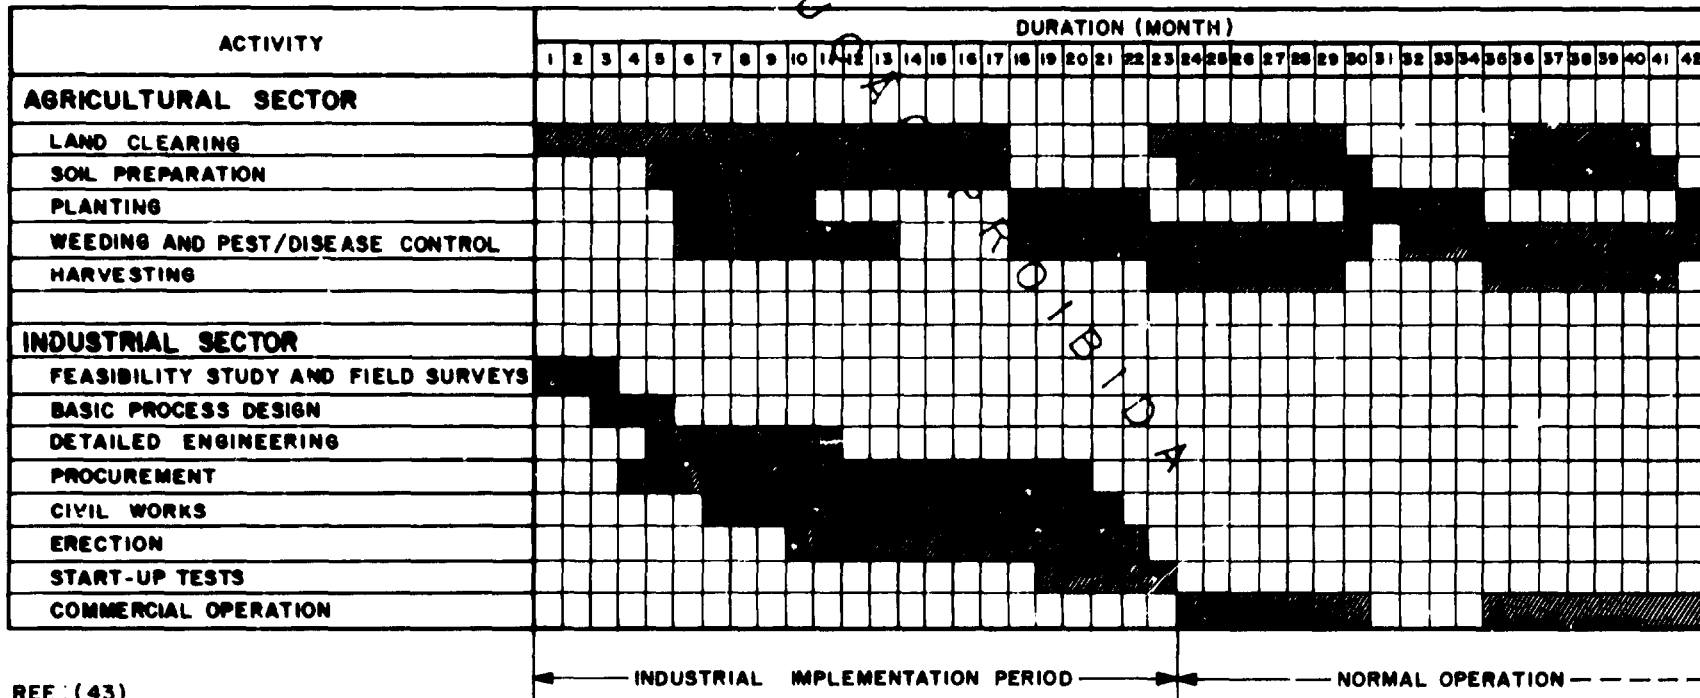 ACTIVITY
DURATION (MONTH)
1 2 3 4 5 6 7 8 9 10 11 12 13 14 15 16 17 18 19 20 21 22 23 24 25 26 27 28 29 30 31 32 33 34 35 36 37 38 39 40 41 42
AGRICULTURAL SECTOR
LAND CLEARING
SOIL PREPARATION
PLANTING
WEEDING AND PEST/DISEASE CONTROL
HARVESTING
INDUSTRIAL SECTOR
FEASIBILITY STUDY AND FIELD SURVEYS
BASIC PROCESS DESIGN
DETAILED ENGINEERING
PROCUREMENT
CIVIL WORKS
ERECTION
START-UP TESTS
COMMERCIAL OPERATION
INDUSTRIAL IMPLEMENTATION PERIOD
NORMAL OPERATION
REF:(43)